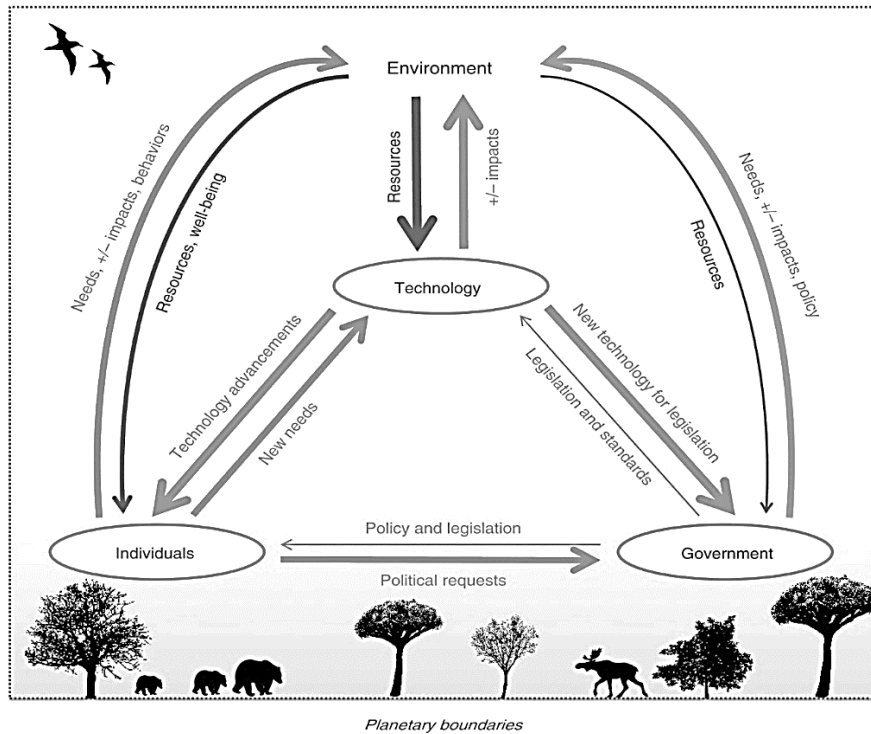 Environment
Needs, +/– impacts, behaviors
Resources, well-being
Resources
+/– impacts
Resources
Needs, +/– impacts, policy
Technology
Technology advancements
New needs
New technology for legislation
Legislation and standards
Individuals
Policy and legislation
Political requests
Government
Planetary boundaries